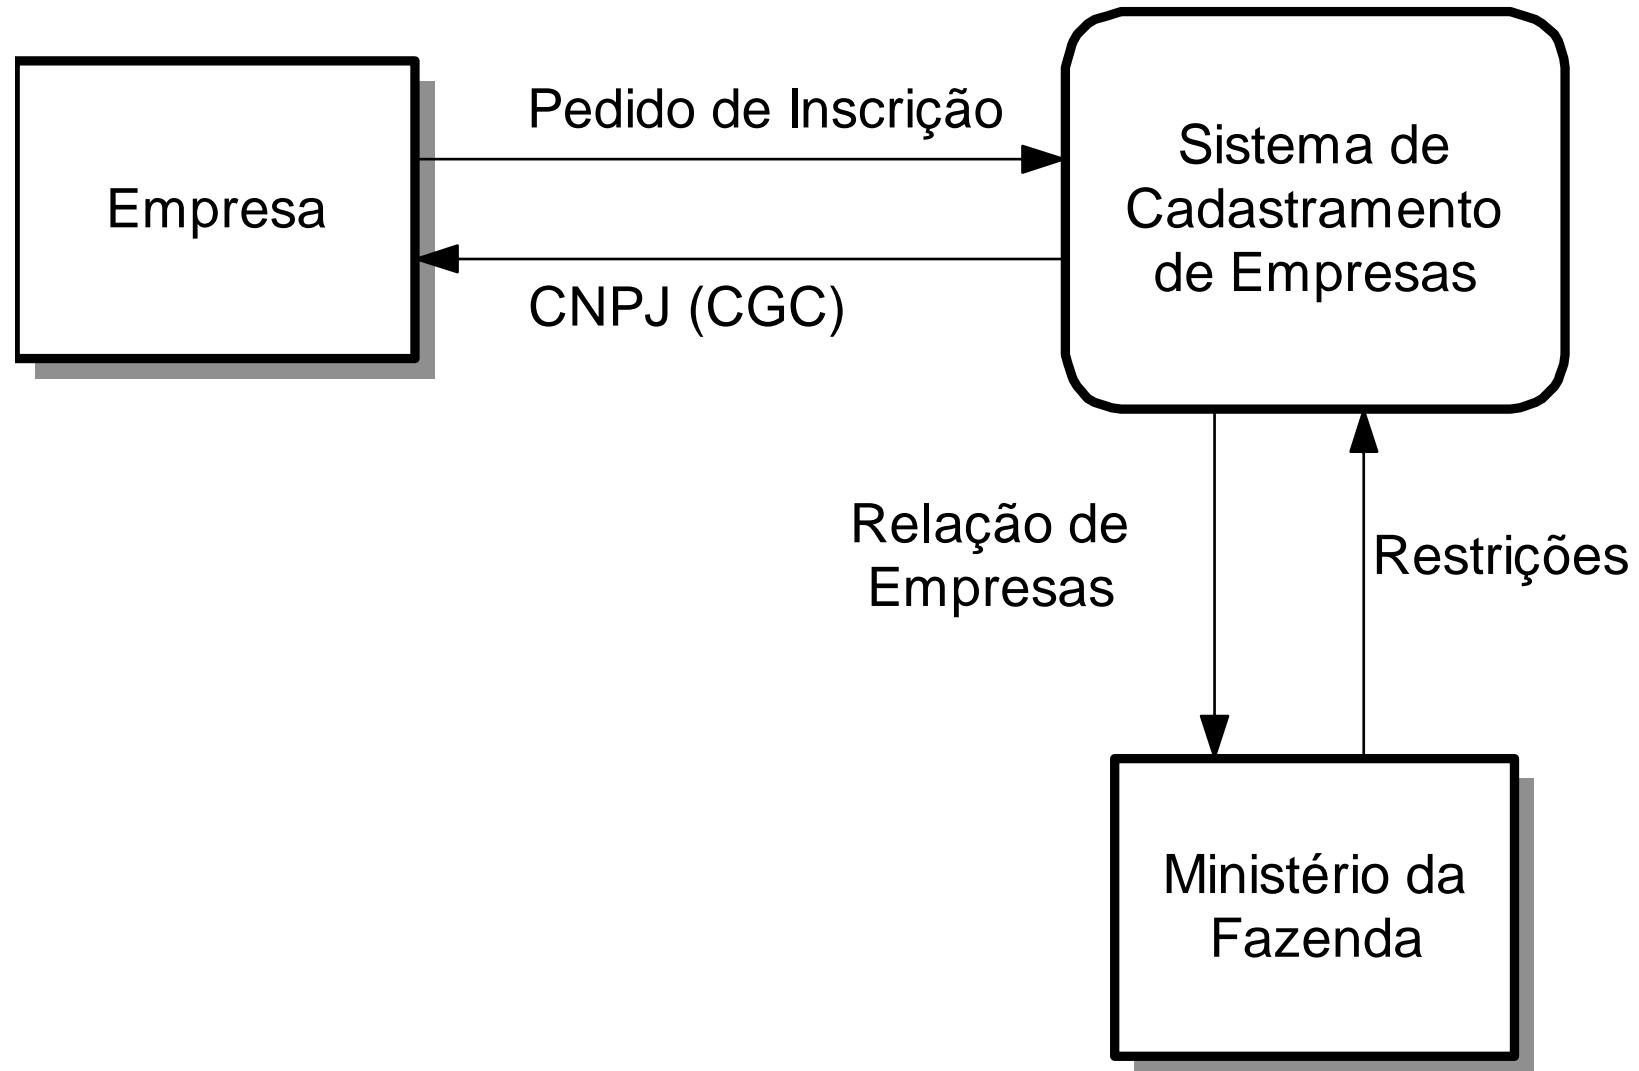 Pedido de Inscrição
Empresa
CNPJ (CGC)
Sistema de
Cadastramento
de Empresas
Relação de
Empresas
Restrições
Ministério da
Fazenda